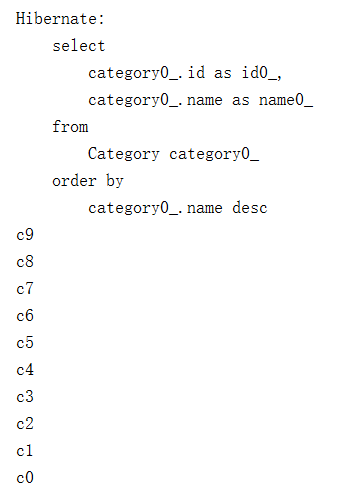 Hibernate:
    select
        category0_.id as id0_,
        category0_.name as name0_
    from
        Category category0_
    order by
        category0_.name desc
c9
c8
c7
c6
c5
c4
c3
c2
c1
c0